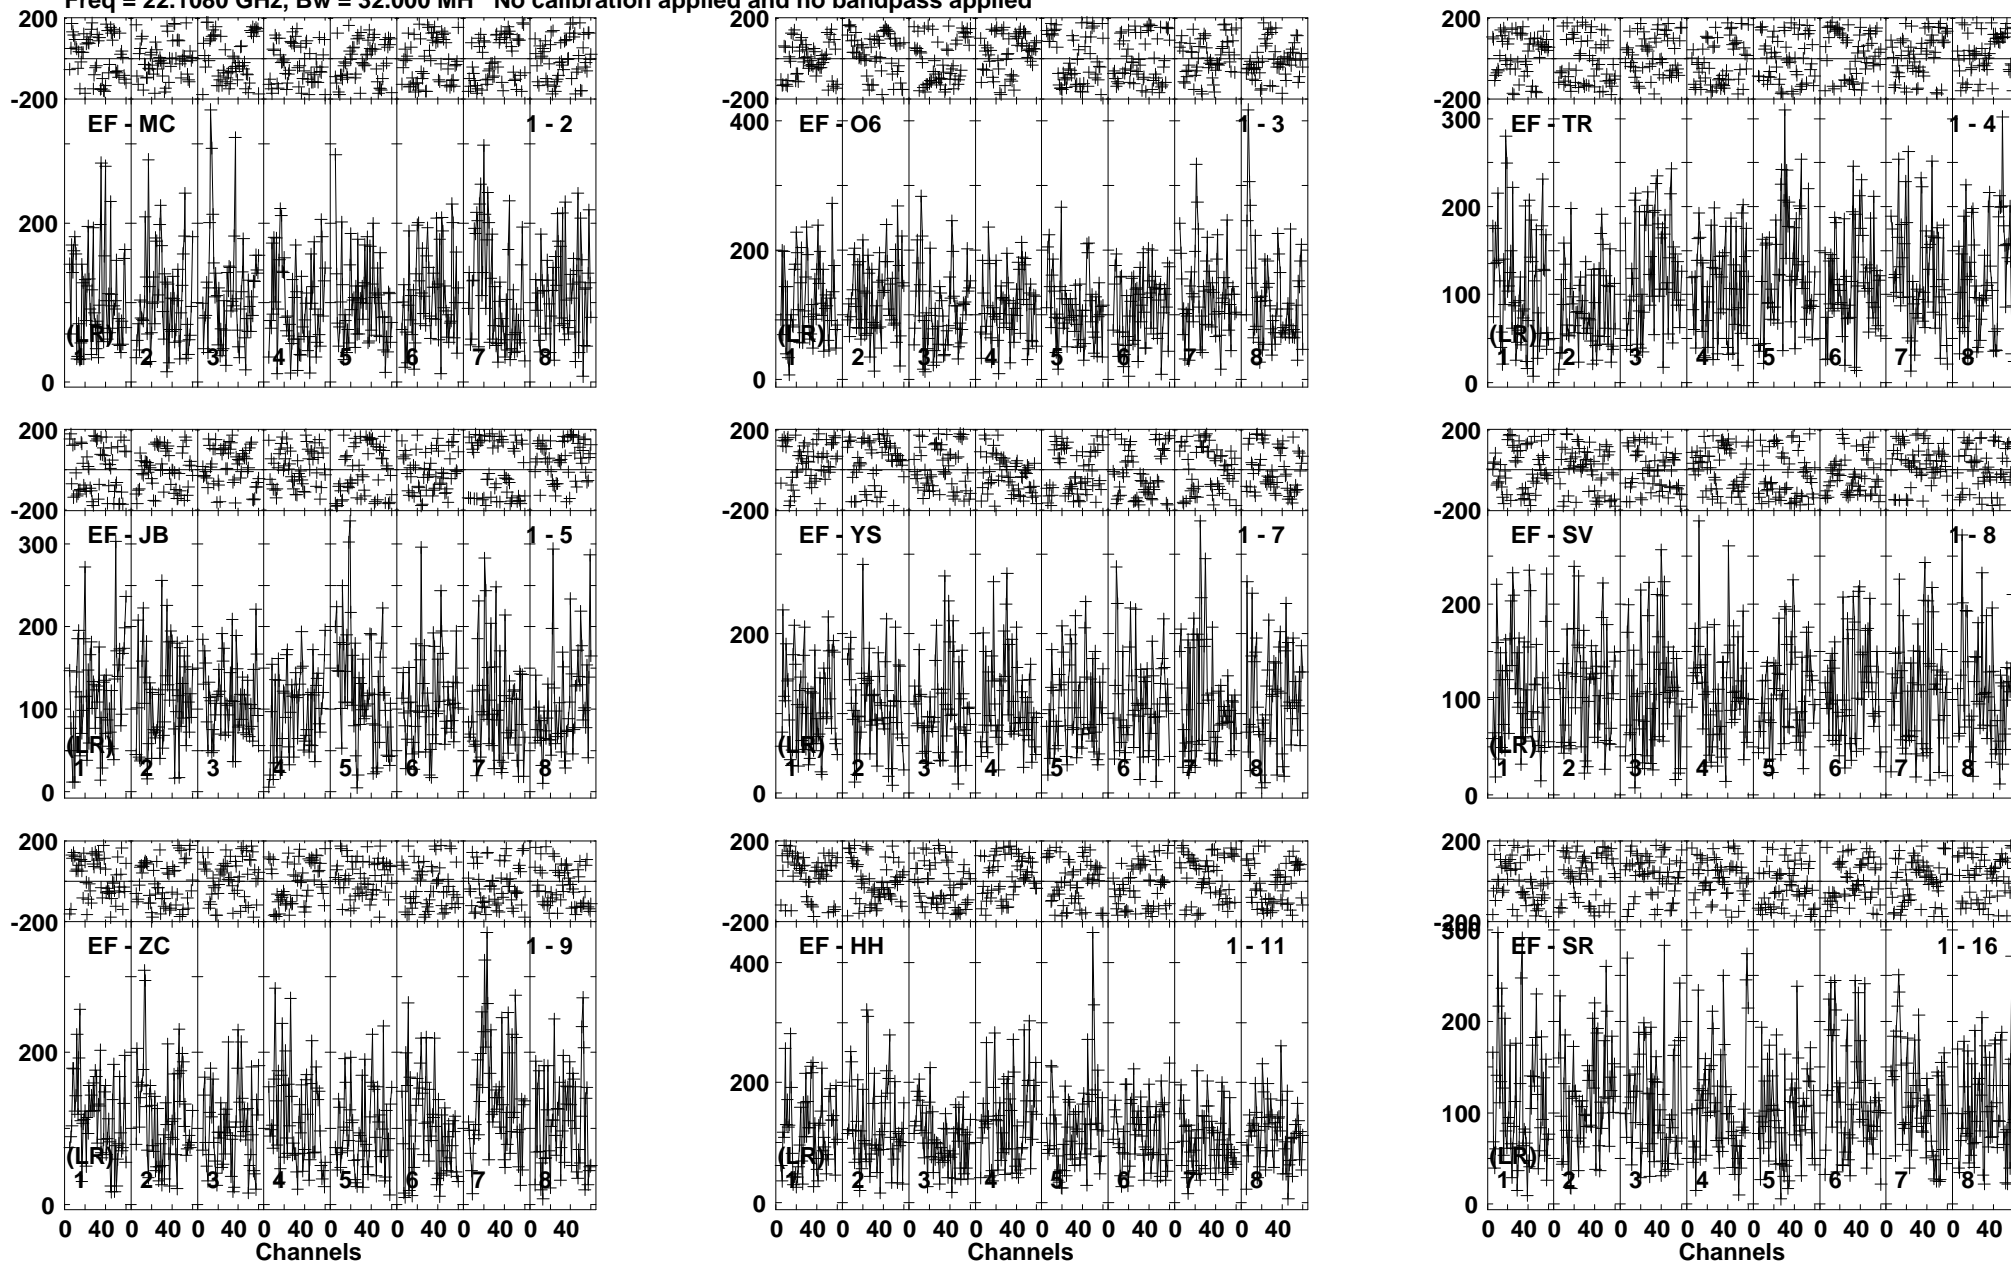 Freq = 22.1080 GHz, Bw = 32.000 MH No calibration applied and no bandpass applied
200 200 200
-200 -200 -200
EF - MC 1 - 2 EF - O6 1 - 3 EF - TR 1 - 4
400 300
200 200 200
100
(LR) (LR) (LR)
1 2 3 4 5 6 7 8 1 2 3 4 5 6 7 8 1 2 3 4 5 6 7 8
0 0 0
200 200 200
-200 -200 -200
EF - JB 1 - 5 EF - YS 1 - 7 EF - SV 1 - 8
300
200 200 200
100 100
(LR) (LR) (LR)
1 2 3 4 5 6 7 8 1 2 3 4 5 6 7 8 1 2 3 4 5 6 7 8
0 0 0
200 200 200
-200 -200 -200
EF - ZC 1 - 9 EF - HH 1 - 11 EF - SR 1 - 16
400 300
200 200 200
100
(LR) (LR) (LR)
1 2 3 4 5 6 7 8 1 2 3 4 5 6 7 8 1 2 3 4 5 6 7 8
0 0 0
0 40 0 40 0 40 0 40 0 40 0 40 0 40 0 40 0 40 0 40 0 40 0 40 0 40 0 40 0 40 0 40 0 40 0 40 0 40 0 40 0 40 0 40 0 40 0 40
Channels Channels